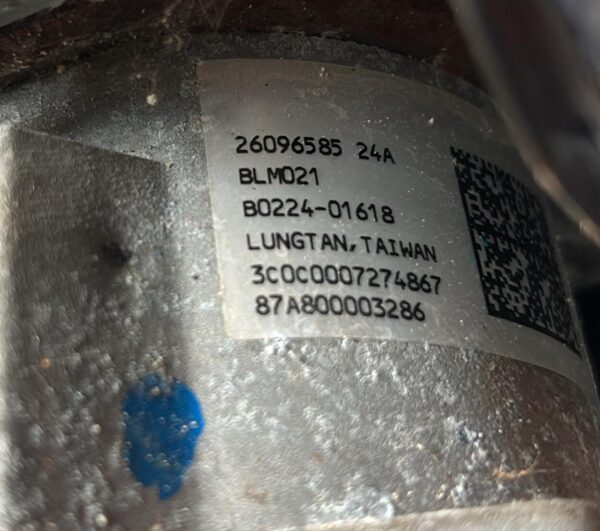 26096585 24A
BLM021
B0224-01618
LUNGTAN,TAIWAN
3C0C0007274867
87A800003286